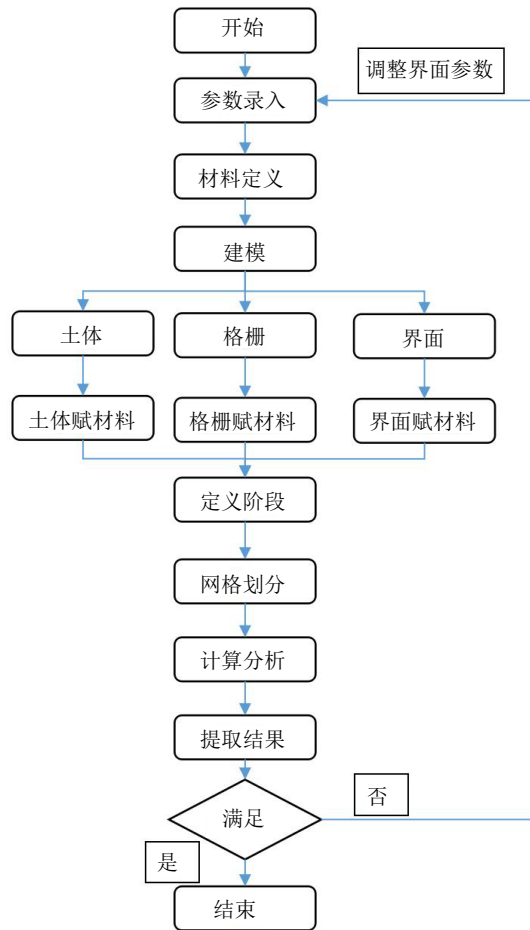 开始
调整界面参数
参数录入
材料定义
建模
土体
格栅
界面
土体赋材料
格栅赋材料
界面赋材料
定义阶段
网格划分
计算分析
提取结果
否
满足
是
结束